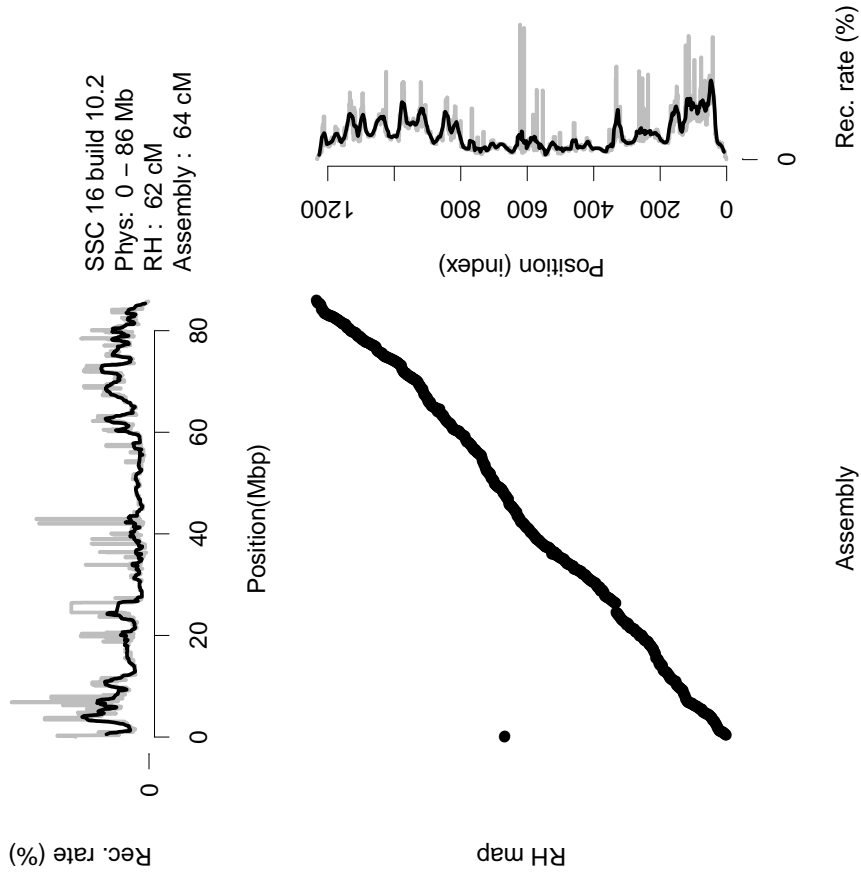 SSC 16 build 10.2
Phys: 0 – 86 Mb
RH : 62 cM
Assembly : 64 cM
Rec. rate (%)
0
0 20 40 60 80
Position(Mbp)
RH map
Assembly
1200 800 600 400 200 0
Position (index)
0
Rec. rate (%)